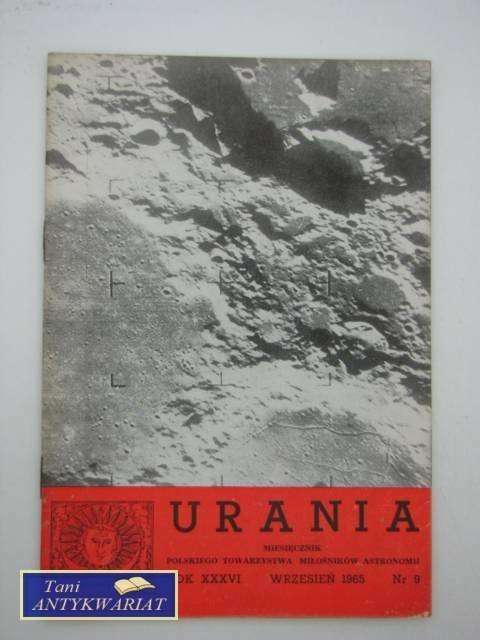 URANIA
MIESIĘCZNIK
POLSKIEGO TOWARZYSTWA MIŁOŚNIKÓW ASTRONOMII
OK XXXVI WRZESIEŃ 1965 Nr 9
Tani
ANTYKWARIAT